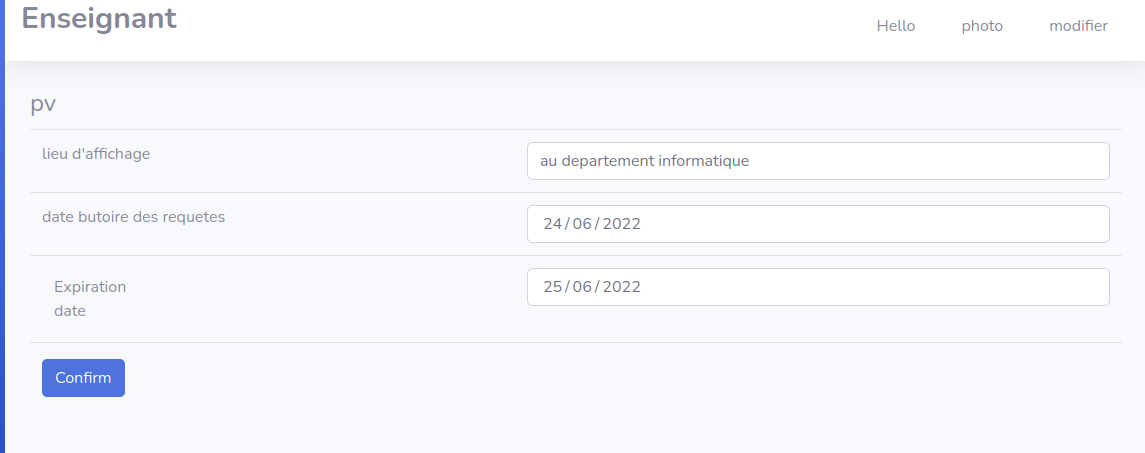 Enseignant
Hello photo modifier
pv
lieu d'affichage au departement informatique
date butoire des requetes 24/06/2022
Expiration 25/06/2022
date
Confirm